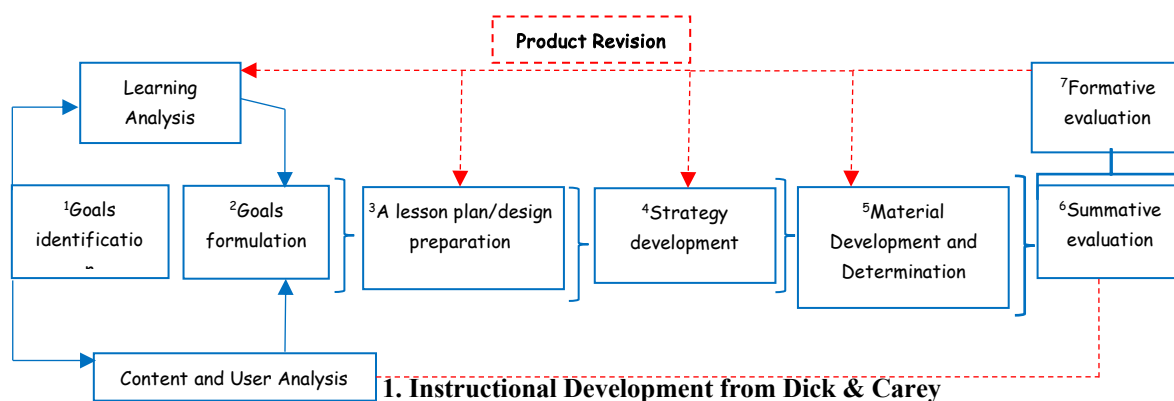 Product Revision
Learning
Analysis
7Formative
evaluation
1Goals
identificatio
n
2Goals
formulation
3A lesson plan/design
preparation
4Strategy
development
5Material
Development and
Determination
6Summative
evaluation
Content and User Analysis
1. Instructional Development from Dick & Carey